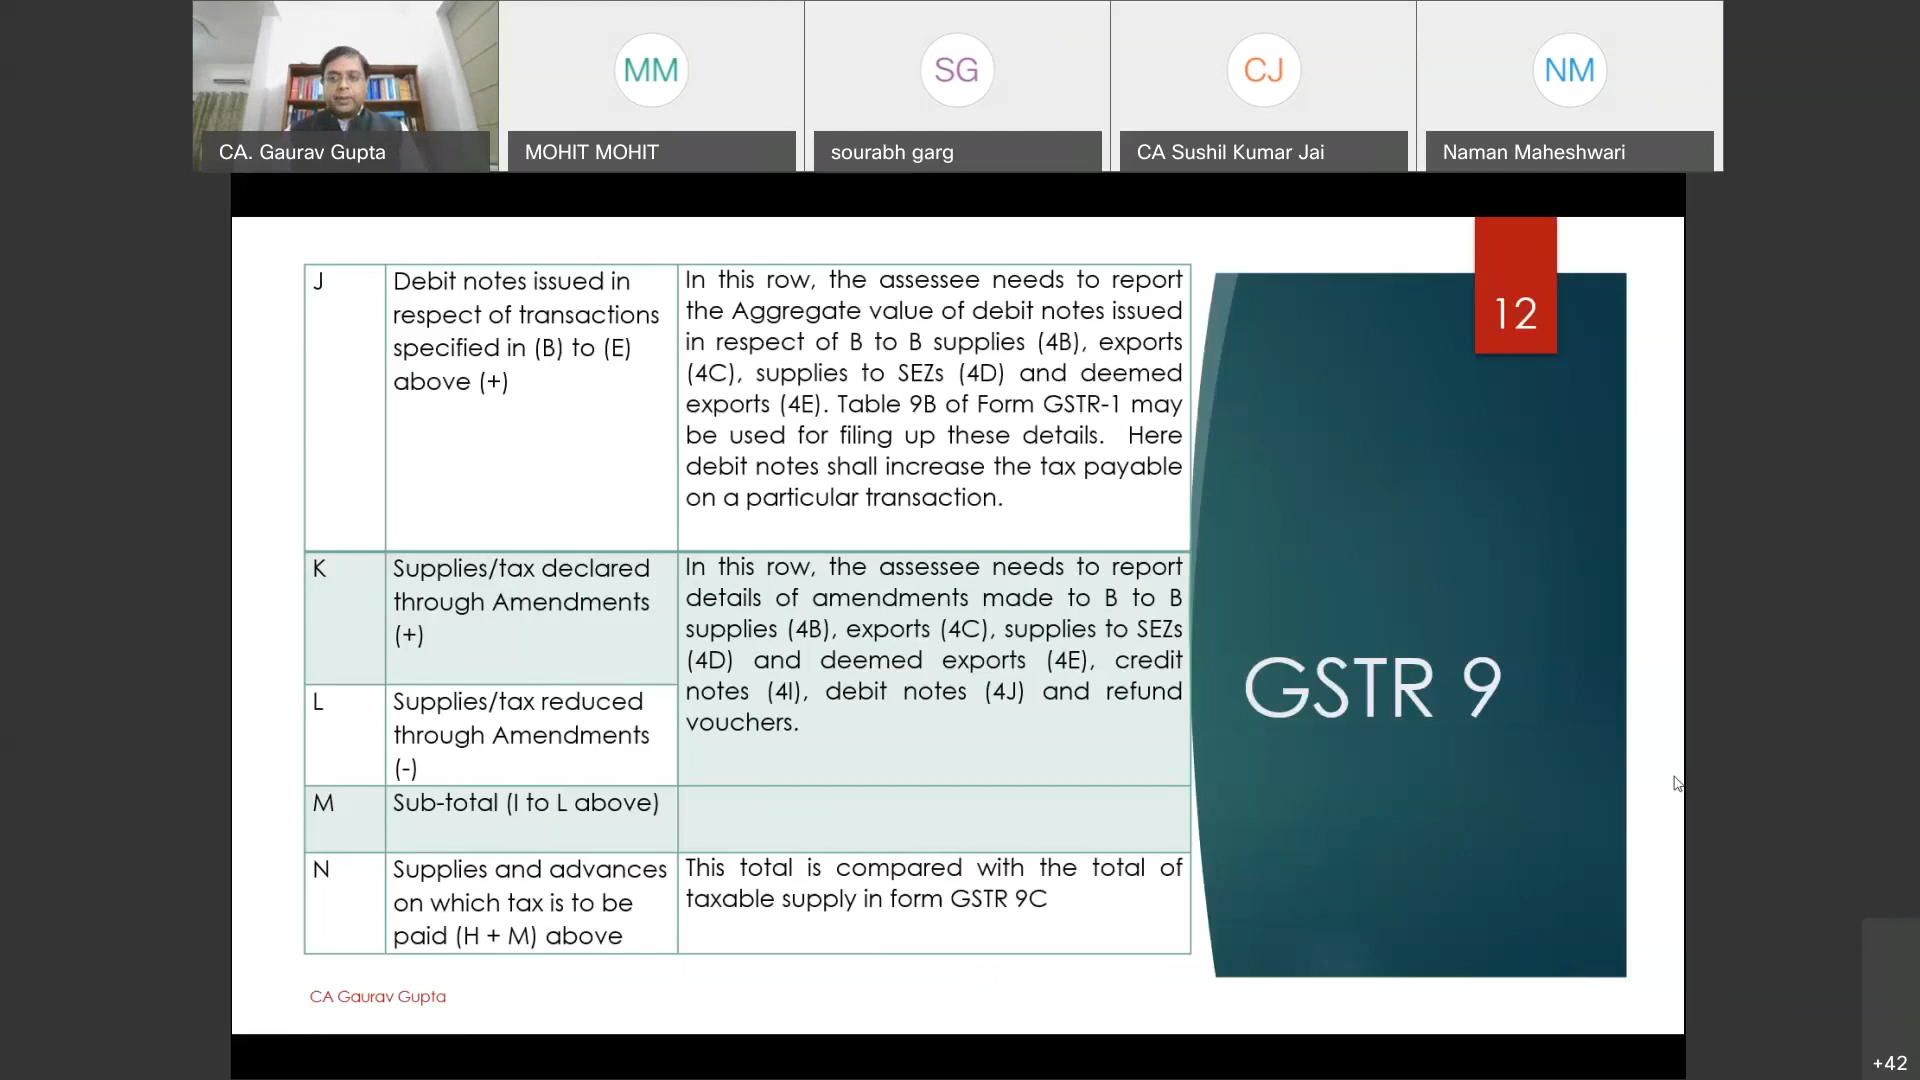 MM
SG
CJ
NM
CA. Gaurav Gupta
MOHIT MOHIT
sourabh garg
CA Sushil Kumar Jai
Naman Maheshwari
12
J
Debit notes issued in
respect of transactions
specified in (B) to (E)
above (+)
In this row, the assessee needs to report
the Aggregate value of debit notes issued
in respect of B to B supplies (4B), exports
(4C), supplies to SEZs (4D) and deemed
exports (4E). Table 9B of Form GSTR-1 may
be used for filing up these details. Here
debit notes shall increase the tax payable
on a particular transaction.
K
Supplies/tax declared
through Amendments
(+)
In this row, the assessee needs to report
details of amendments made to B to B
supplies (4B), exports (4C), supplies to SEZs
(4D) and deemed exports (4E), credit
notes (4I), debit notes (4J) and refund
vouchers.
L
Supplies/tax reduced
through Amendments
(-)
M
Sub-total (I to L above)
N
Supplies and advances
on which tax is to be
paid (H + M) above
This total is compared with the total of
taxable supply in form GSTR 9C
GSTR 9
CA Gaurav Gupta
+42